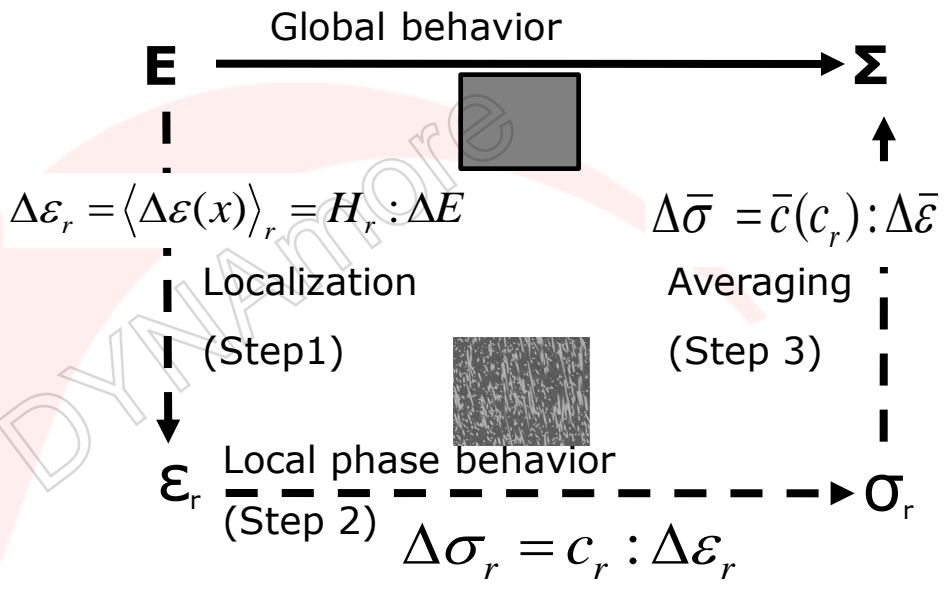 Global behavior
E Σ
Δε_r = ⟨Δε(x)⟩_r = H_r : ΔE
Δσ̅ = c̅(c_r) : Δε̅
Localization
(Step1)
Averaging
(Step 3)
Local phase behavior
ε_r σ_r
(Step 2)
Δσ_r = c_r : Δε_r
DYNAmore